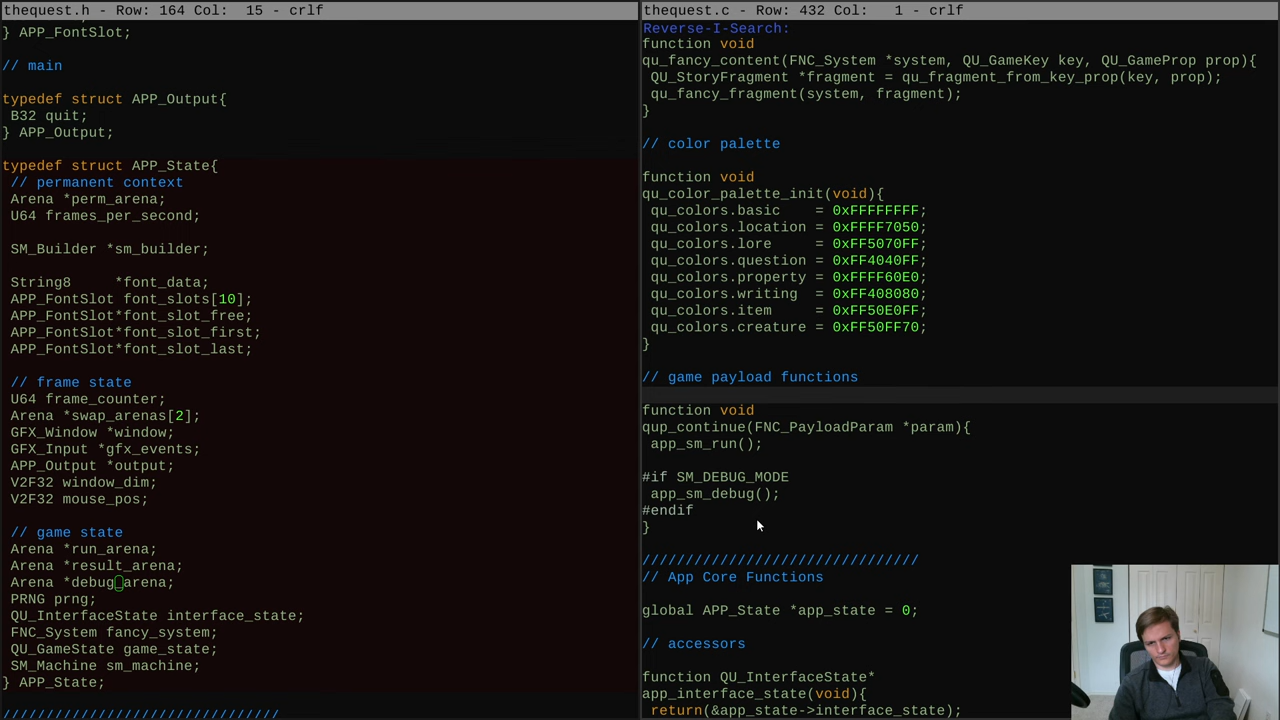 thequest.h - Row: 164 Col:  15 - crlf
} APP_FontSlot;
// main
typedef struct APP_Output{
 B32 quit;
} APP_Output;
typedef struct APP_State{
 // permanent context
 Arena *perm_arena;
 U64 frames_per_second;
 SM_Builder *sm_builder;
 String8     *font_data;
 APP_FontSlot font_slots[10];
 APP_FontSlot*font_slot_free;
 APP_FontSlot*font_slot_first;
 APP_FontSlot*font_slot_last;
 // frame state
 U64 frame_counter;
 Arena *swap_arenas[2];
 GFX_Window *window;
 GFX_Input *gfx_events;
 APP_Output *output;
 V2F32 window_dim;
 V2F32 mouse_pos;
 // game state
 Arena *run_arena;
 Arena *result_arena;
 Arena *debug_arena;
 PRNG prng;
 QU_InterfaceState interface_state;
 FNC_System fancy_system;
 QU_GameState game_state;
 SM_Machine sm_machine;
} APP_State;
////////////////////////////////
thequest.c - Row: 432 Col:   1 - crlf
Reverse-I-Search:
function void
qu_fancy_content(FNC_System *system, QU_GameKey key, QU_GameProp prop){
 QU_StoryFragment *fragment = qu_fragment_from_key_prop(key, prop);
 qu_fancy_fragment(system, fragment);
}
// color palette
function void
qu_color_palette_init(void){
 qu_colors.basic    = 0xFFFFFFFF;
 qu_colors.location = 0xFFFF7050;
 qu_colors.lore     = 0xFF5070FF;
 qu_colors.question = 0xFF4040FF;
 qu_colors.property = 0xFFFF60E0;
 qu_colors.writing  = 0xFF408080;
 qu_colors.item     = 0xFF50E0FF;
 qu_colors.creature = 0xFF50FF70;
}
// game payload functions
function void
qup_continue(FNC_PayloadParam *param){
 app_sm_run();
#if SM_DEBUG_MODE
 app_sm_debug();
#endif
}
////////////////////////////////
// App Core Functions
global APP_State *app_state = 0;
// accessors
function QU_InterfaceState*
app_interface_state(void){
 return(&app_state->interface_state);